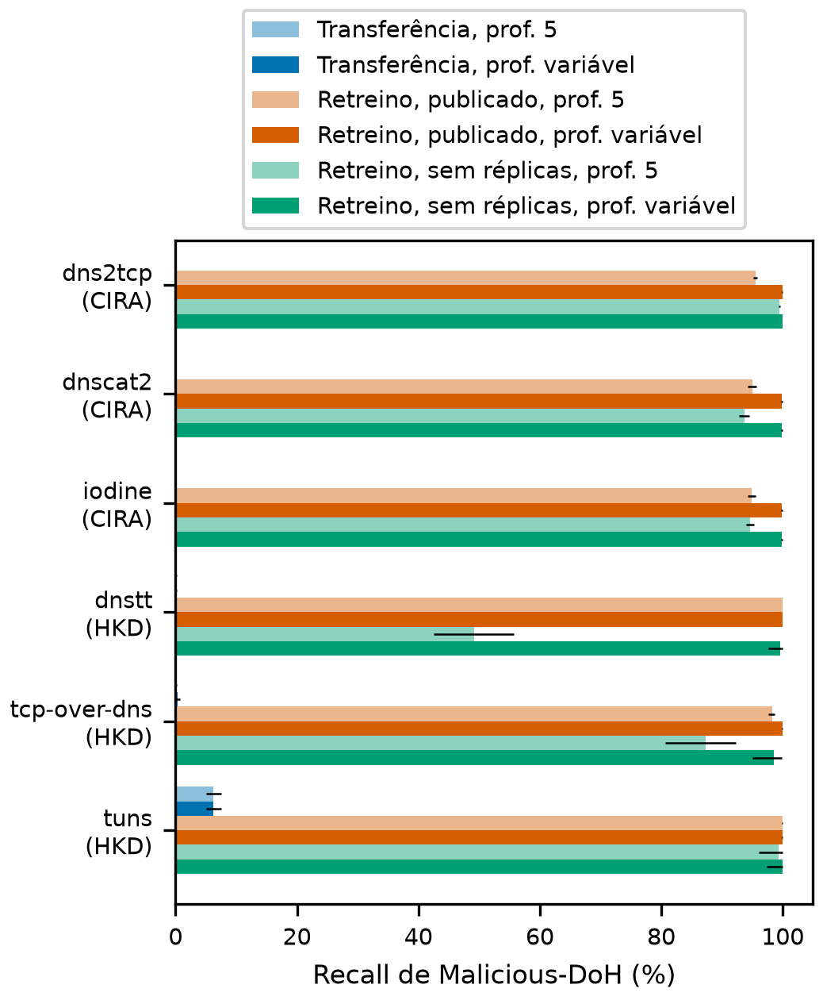 Transferência, prof. 5
Transferência, prof. variável
Retreino, publicado, prof. 5
Retreino, publicado, prof. variável
Retreino, sem réplicas, prof. 5
Retreino, sem réplicas, prof. variável
dns2tcp
(CIRA)
dnscat2
(CIRA)
iodine
(CIRA)
dnstt
(HKD)
tcp-over-dns
(HKD)
tuns
(HKD)
0 20 40 60 80 100
Recall de Malicious-DoH (%)